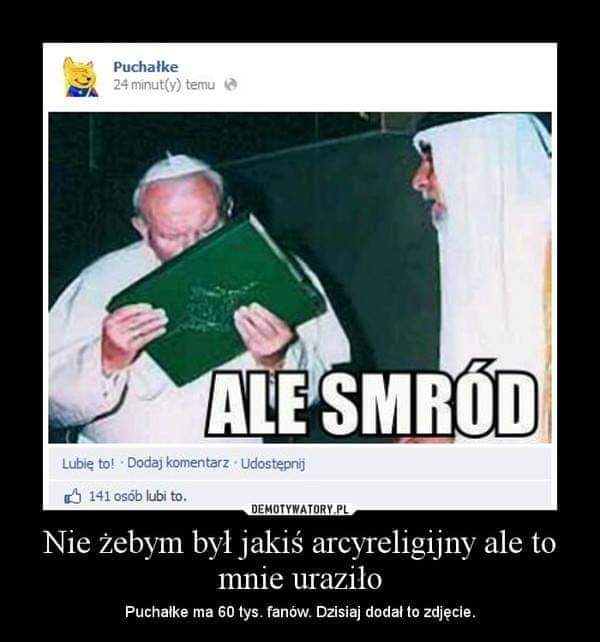 Puchałke
24 minut(y) temu
ALE SMRÓD
Lubię to! · Dodaj komentarz · Udostępnij
141 osób lubi to.
DEMOTYWATORY.PL
Nie żebym był jakiś arcyreligijny ale to
mnie uraziło
Puchałke ma 60 tys. fanów. Dzisiaj dodał to zdjęcie.